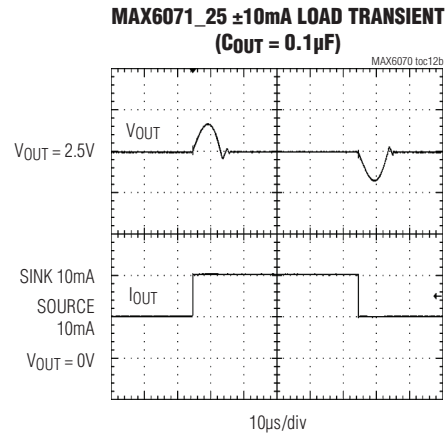 MAX6071_25 ±10mA LOAD TRANSIENT
(COUT = 0.1µF)
MAX6070 toc12b
VOUT
VOUT = 2.5V
SINK 10mA
IOUT
SOURCE
10mA
VOUT = 0V
10µs/div